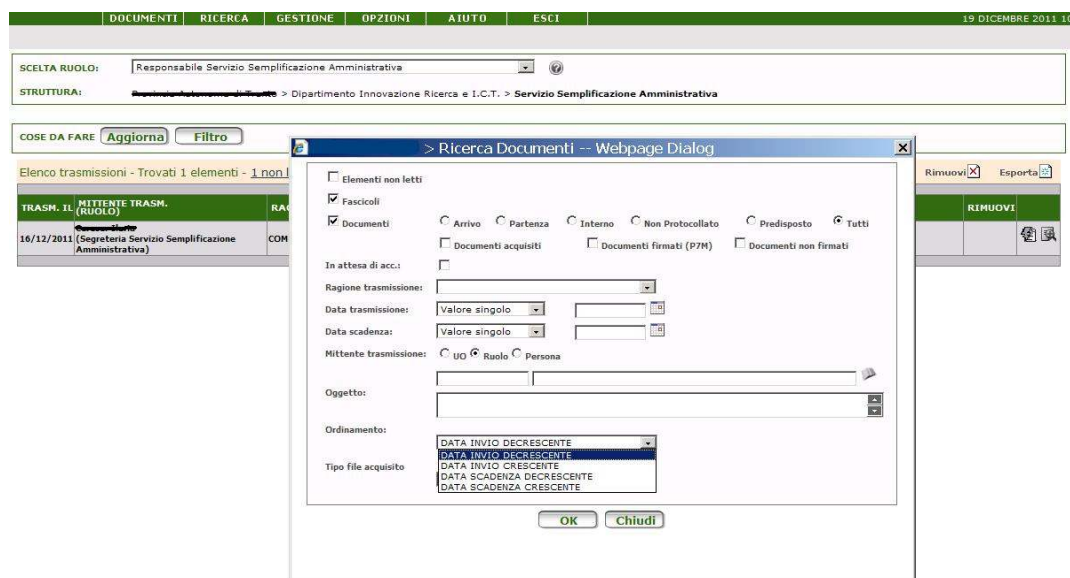 DOCUMENTI RICERCA GESTIONE OPZIONI AIUTO ESCI 19 DICEMBRE 2011 10
SCELTA RUOLO: Responsabile Servizio Semplificazione Amministrativa
STRUTTURA: > Dipartimento Innovazione Ricerca e I.C.T. > Servizio Semplificazione Amministrativa
COSE DA FARE Aggiorna Filtro
> Ricerca Documenti -- Webpage Dialog
Elenco trasmissioni - Trovati 1 elementi - 1 non l
Rimuovi Esporta
TRASM. IL MITTENTE TRASM. (RUOLO) RAG RIMUOVI
16/12/2011 (Segreteria Servizio Semplificazione Amministrativa) COM
Elementi non letti
Fascicoli
Documenti Arrivo Partenza Interno Non Protocollato Predisposto Tutti
Documenti acquisiti Documenti firmati (P7M) Documenti non firmati
In attesa di acc.:
Ragione trasmissione:
Data trasmissione: Valore singolo
Data scadenza: Valore singolo
Mittente trasmissione: UO Ruolo Persona
Oggetto:
Ordinamento:
DATA INVIO DECRESCENTE
DATA INVIO DECRESCENTE
DATA INVIO CRESCENTE
Tipo file acquisito
DATA SCADENZA DECRESCENTE
DATA SCADENZA CRESCENTE
OK Chiudi